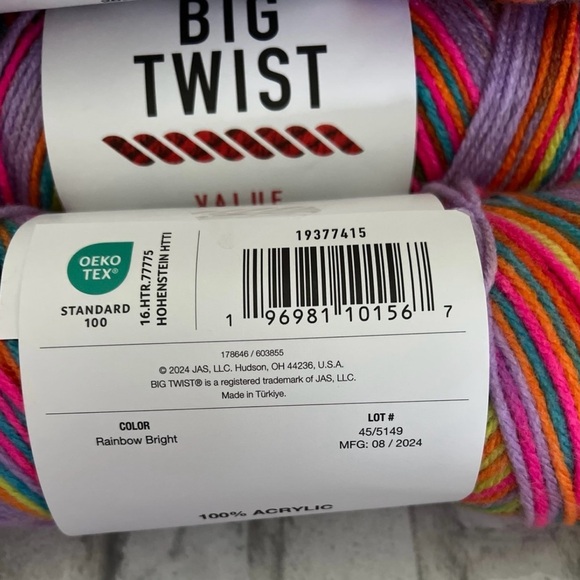 BIG
TWIST
VALUE
OEKO
TEX®
STANDARD
100
16.HTR.77775
HOHENSTEIN HTTI
19377415
1 96981 10156 7
178646 / 603855
© 2024 JAS, LLC. Hudson, OH 44236, U.S.A.
BIG TWIST® is a registered trademark of JAS, LLC.
Made in Türkiye.
COLOR
Rainbow Bright
LOT #
45/5149
MFG: 08 / 2024
100% ACRYLIC